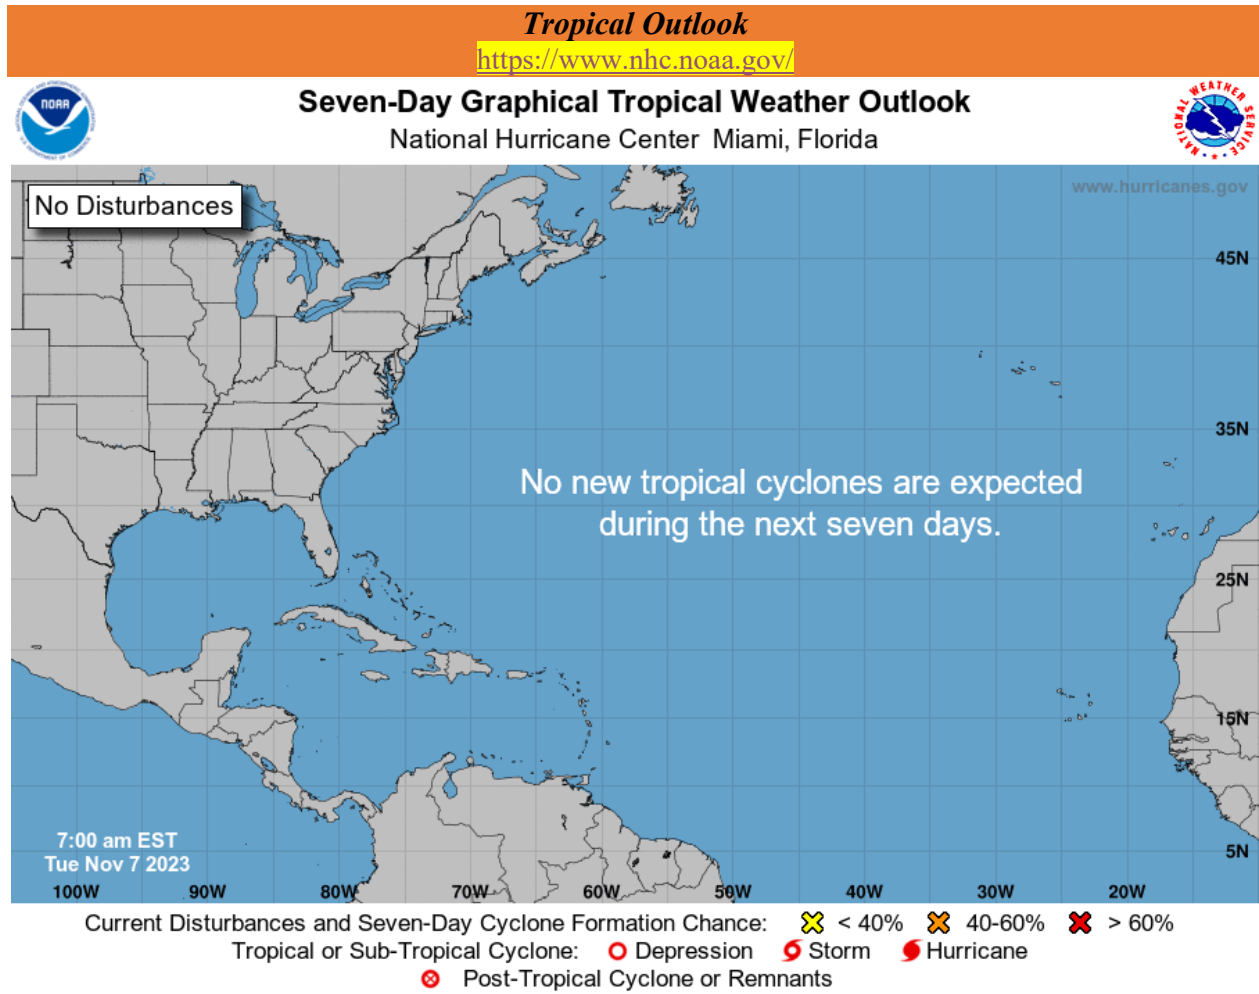 Tropical Outlook
https://www.nhc.noaa.gov/
NOAA
Seven-Day Graphical Tropical Weather Outlook
National Hurricane Center  Miami, Florida
NATIONAL WEATHER SERVICE
www.hurricanes.gov
No Disturbances
45N
35N
No new tropical cyclones are expected
during the next seven days.
25N
15N
7:00 am EST
Tue Nov 7 2023
5N
100W 90W 80W 70W 60W 50W 40W 30W 20W
Current Disturbances and Seven-Day Cyclone Formation Chance: < 40% 40-60% > 60%
Tropical or Sub-Tropical Cyclone: Depression Storm Hurricane
Post-Tropical Cyclone or Remnants